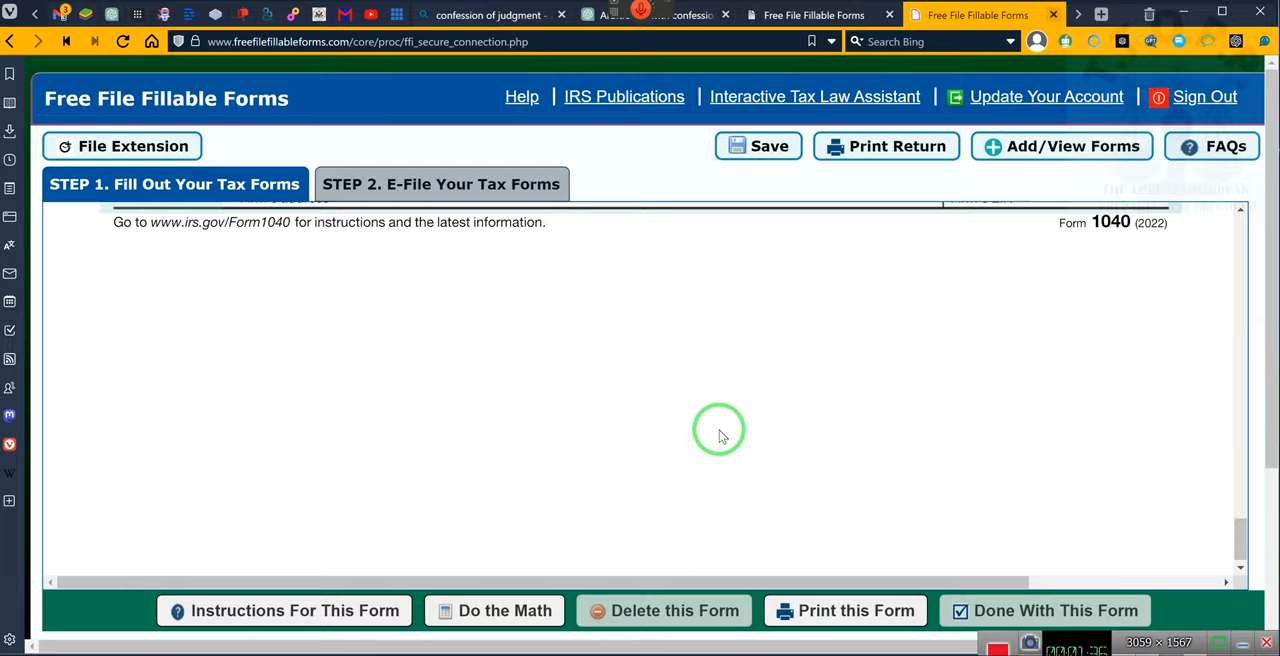 3
confession of judgment -
Free File Fillable Forms
Free File Fillable Forms
www.freefilefillableforms.com/core/proc/ffi_secure_connection.php
Search Bing
Free File Fillable Forms
Help
IRS Publications
Interactive Tax Law Assistant
Update Your Account
Sign Out
File Extension
Save
Print Return
Add/View Forms
FAQs
STEP 1. Fill Out Your Tax Forms
STEP 2. E-File Your Tax Forms
Go to www.irs.gov/Form1040 for instructions and the latest information.
Form 1040 (2022)
Instructions For This Form
Do the Math
Delete this Form
Print this Form
Done With This Form
3059 × 1567